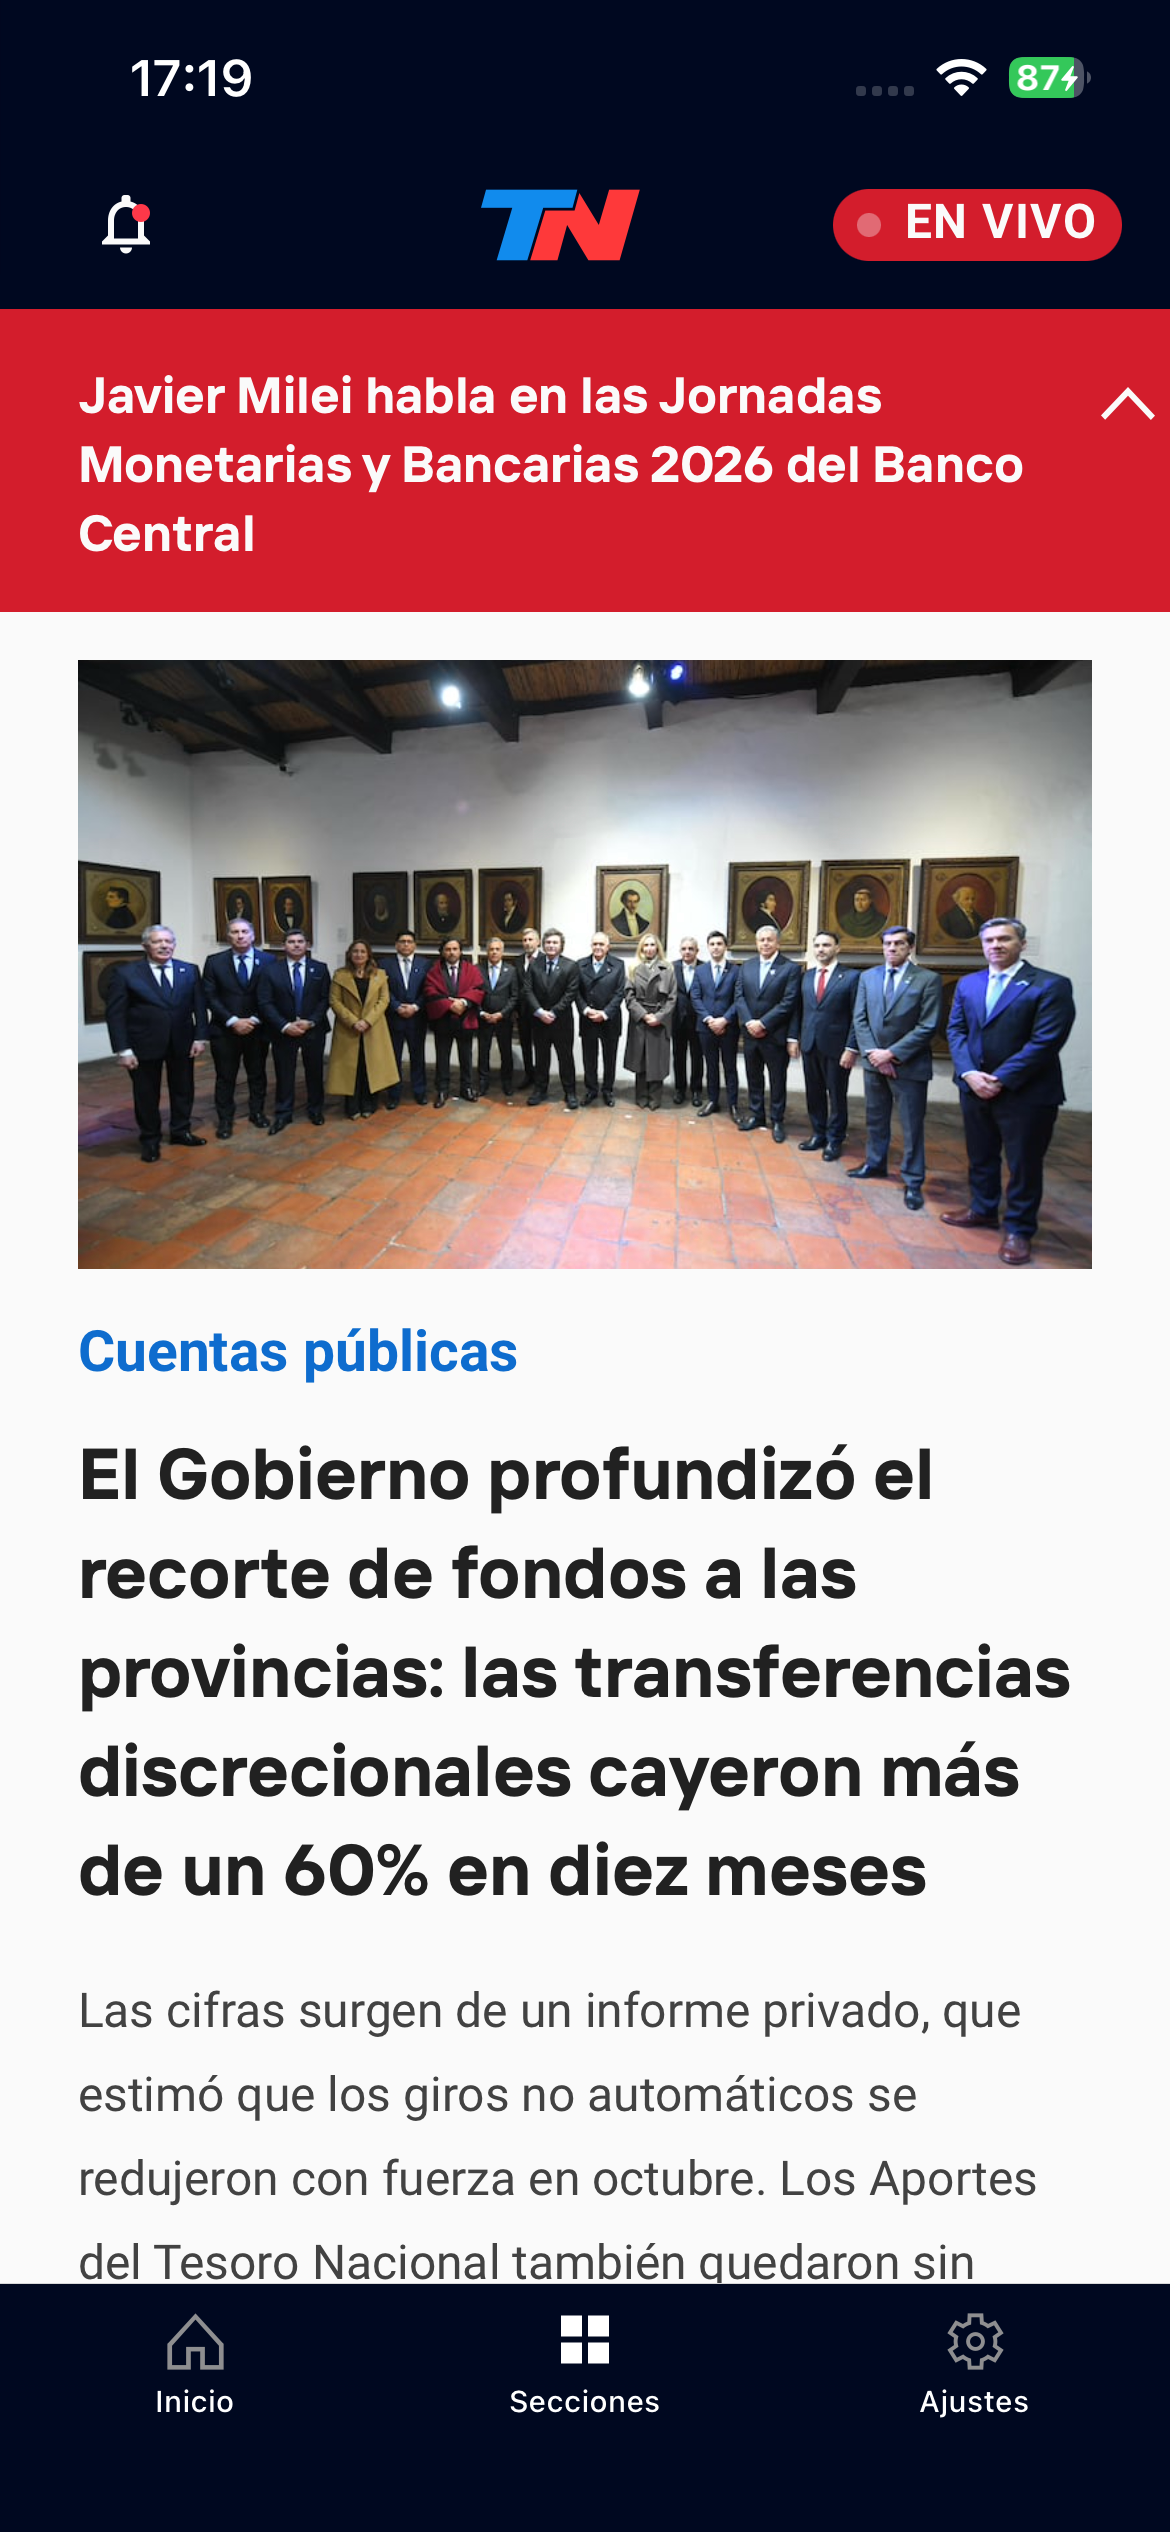 17:19
87
TN
EN VIVO
Javier Milei habla en las Jornadas
Monetarias y Bancarias 2026 del Banco
Central
Cuentas públicas
El Gobierno profundizó el
recorte de fondos a las
provincias: las transferencias
discrecionales cayeron más
de un 60% en diez meses
Las cifras surgen de un informe privado, que
estimó que los giros no automáticos se
redujeron con fuerza en octubre. Los Aportes
del Tesoro Nacional también quedaron sin
Inicio
Secciones
Ajustes